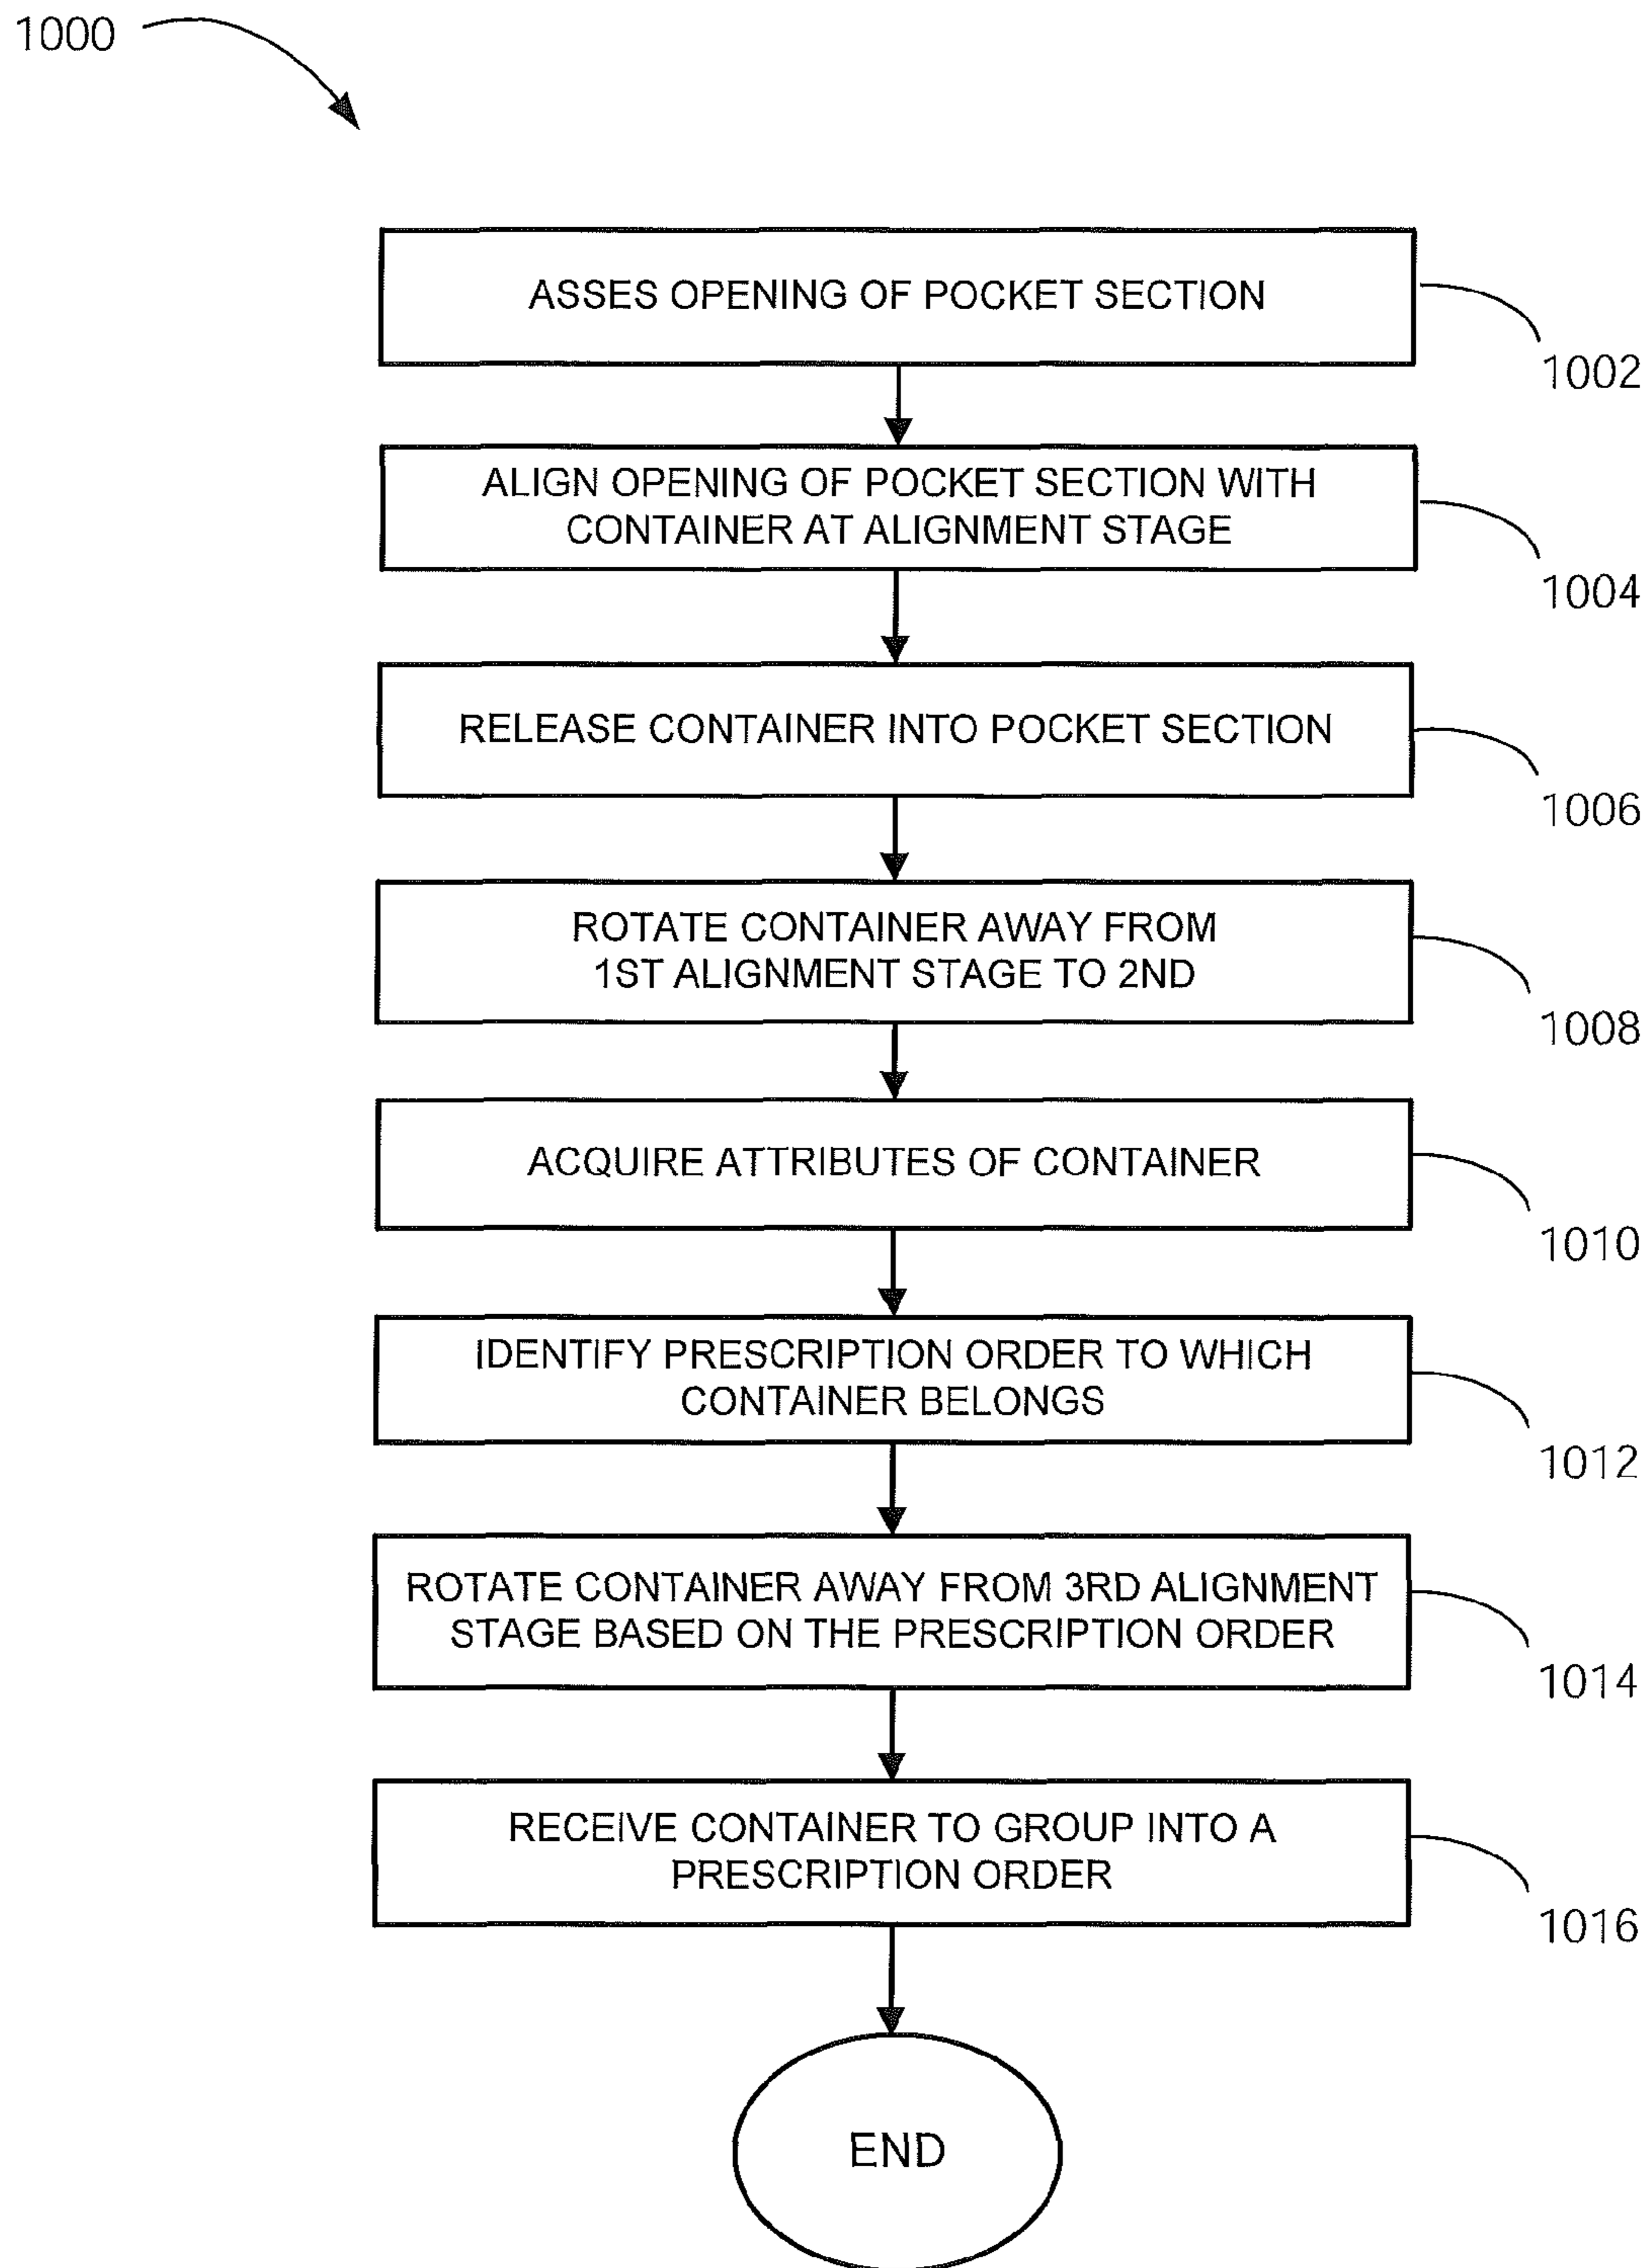 1000
ASSES OPENING OF POCKET SECTION
1002
ALIGN OPENING OF POCKET SECTION WITH
CONTAINER AT ALIGNMENT STAGE
1004
RELEASE CONTAINER INTO POCKET SECTION
1006
ROTATE CONTAINER AWAY FROM
1ST ALIGNMENT STAGE TO 2ND
1008
ACQUIRE ATTRIBUTES OF CONTAINER
1010
IDENTIFY PRESCRIPTION ORDER TO WHICH
CONTAINER BELONGS
1012
ROTATE CONTAINER AWAY FROM 3RD ALIGNMENT
STAGE BASED ON THE PRESCRIPTION ORDER
1014
RECEIVE CONTAINER TO GROUP INTO A
PRESCRIPTION ORDER
1016
END